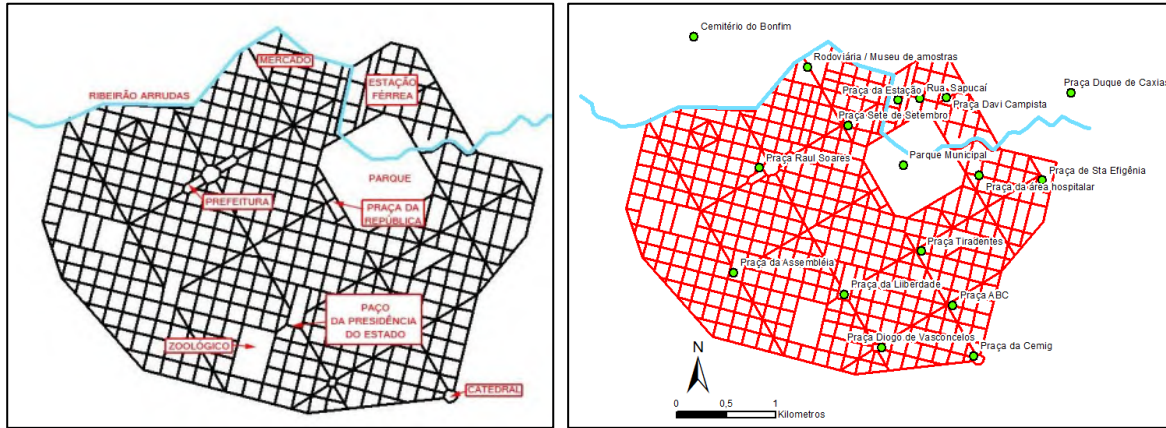 MERCADO
RIBEIRÃO ARRUDAS
ESTAÇÃO
FÉRREA
PARQUE
PREFEITURA
PRAÇA DA
REPÚBLICA
PAÇO
DA PRESIDÊNCIA
DO ESTADO
ZOOLÓGICO
CATEDRAL
Cemitério do Bonfim
Rodoviária / Museu de amostras
Praça Duque de Caxias
Praça da Estação
Rua Sapucaí
Praça Davi Campista
Praça Sete de Setembro
Praça Raul Soares
Parque Municipal
Praça de Sta Efigênia
Praça da área hospitalar
Praça Tiradentes
Praça da Assembléia
Praça da Liiberdade
Praça ABC
Praça Diogo de Vasconcelos
Praça da Cemig
N
0 0,5 1
Kilometros